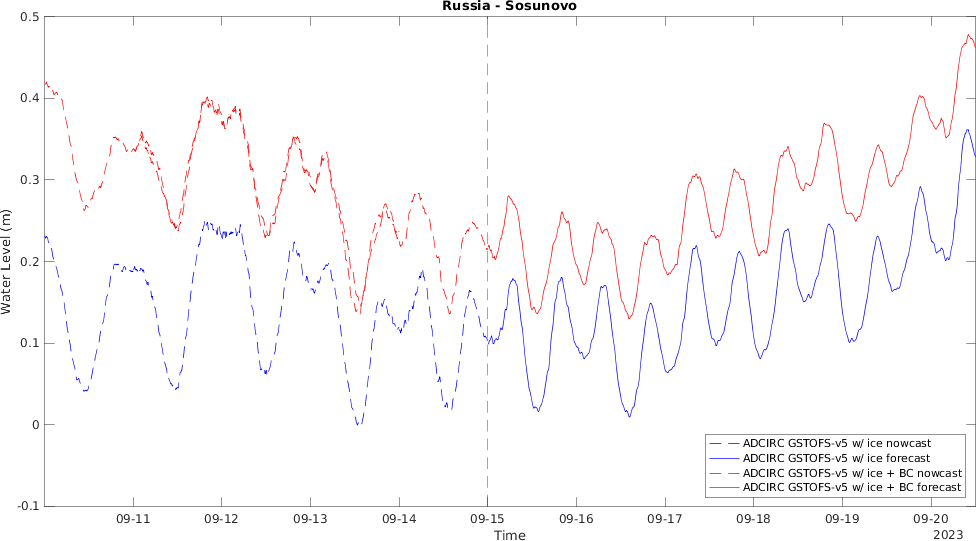 Russia - Sosunovo
0.5
0.4
0.3
0.2
0.1
0
-0.1
Water Level (m)
09-11 09-12 09-13 09-14 09-15 09-16 09-17 09-18 09-19 09-20
Time
2023
ADCIRC GSTOFS-v5 w/ ice nowcast
ADCIRC GSTOFS-v5 w/ ice forecast
ADCIRC GSTOFS-v5 w/ ice + BC nowcast
ADCIRC GSTOFS-v5 w/ ice + BC forecast